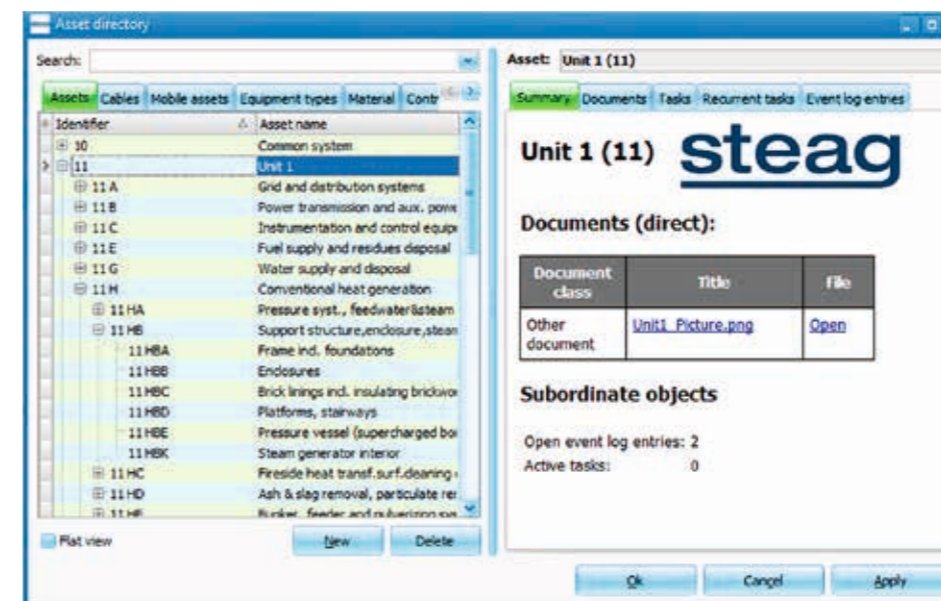 Asset directory
Search:
Assets Cables Mobile assets Equipment types Material Contr
Identifier Asset name
10 Common system
11 Unit 1
11 A Grid and distribution systems
11 B Power transmission and aux. powe
11 C Instrumentation and control equip
11 E Fuel supply and residues disposal
11 G Water supply and disposal
11 H Conventional heat generation
11 HA Pressure syst., feedwater&steam
11 HB Support structure,enclosure,steam
11 HBA Frame incl. foundations
11 HBB Enclosures
11 HBC Brick linings incl. insulating brickwor
11 HBD Platforms, stairways
11 HBE Pressure vessel (supercharged boi
11 HBK Steam generator interior
11 HC Fireside heat transf.surf.cleaning
11 HD Ash & slag removal, particulate rer
Bunker, feeder and pulverizing sys
Flat view
New Delete
Asset: Unit 1 (11)
Summary Documents Tasks Recurrent tasks Event log entries
Unit 1 (11) steag
Documents (direct):
Document class Title File
Other document Unit1_Picture.png Open
Subordinate objects
Open event log entries: 2
Active tasks: 0
Ok Cancel Apply